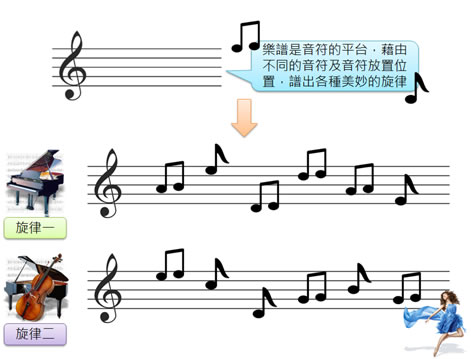 樂譜是音符的平台，藉由
不同的音符及音符放置位
置，譜出各種美妙的旋律
旋律一
旋律二